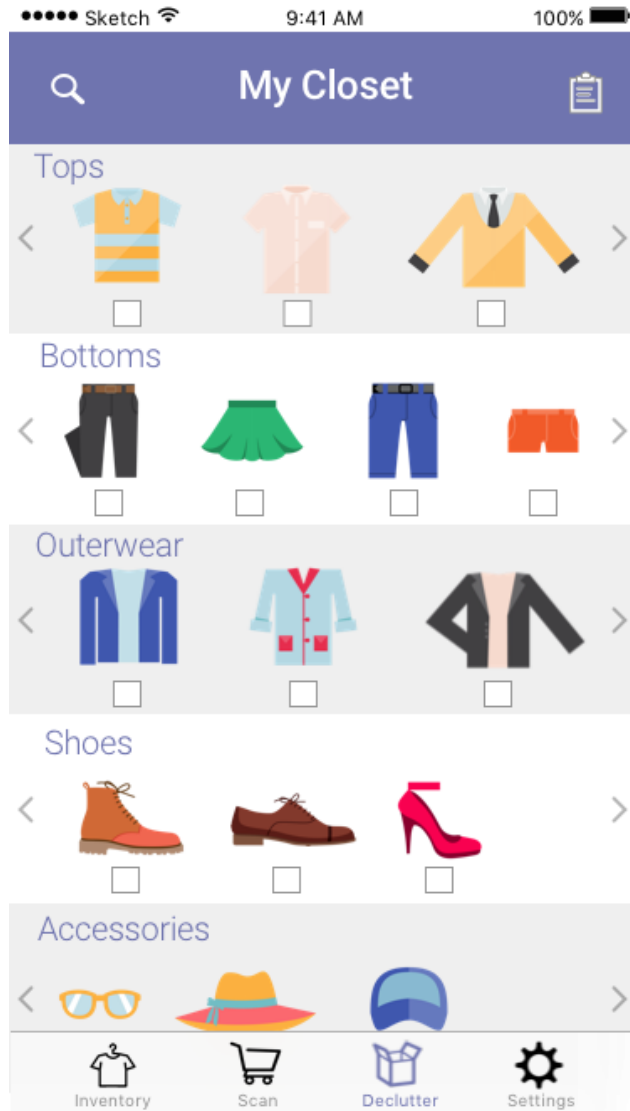 Sketch 9:41 AM 100%
My Closet
Tops
Bottoms
Outerwear
Shoes
Accessories
Inventory Scan Declutter Settings